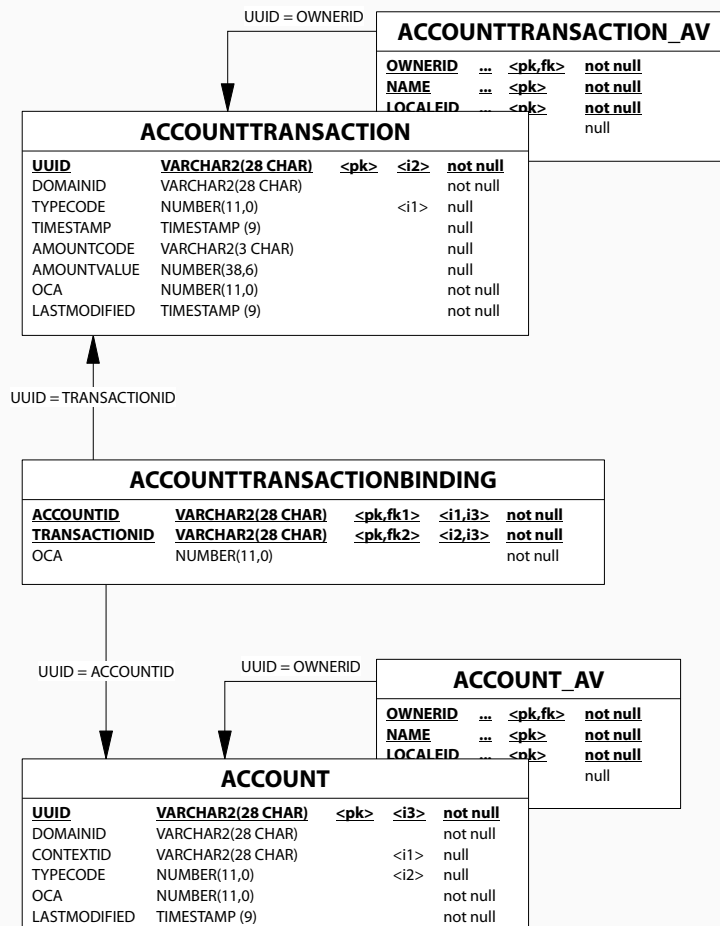 UUID = OWNERID
ACCOUNTTRANSACTION_AV
OWNERID ... <pk,fk> not null
NAME ... <pk> not null
LOCALEID ... <pk> not null
null
ACCOUNTTRANSACTION
UUID VARCHAR2(28 CHAR) <pk> <i2> not null
DOMAINID VARCHAR2(28 CHAR) not null
TYPECODE NUMBER(11,0) <i1> null
TIMESTAMP TIMESTAMP (9) null
AMOUNTCODE VARCHAR2(3 CHAR) null
AMOUNTVALUE NUMBER(38,6) null
OCA NUMBER(11,0) not null
LASTMODIFIED TIMESTAMP (9) not null
UUID = TRANSACTIONID
ACCOUNTTRANSACTIONBINDING
ACCOUNTID VARCHAR2(28 CHAR) <pk,fk1> <i1,i3> not null
TRANSACTIONID VARCHAR2(28 CHAR) <pk,fk2> <i2,i3> not null
OCA NUMBER(11,0) not null
UUID = ACCOUNTID
UUID = OWNERID
ACCOUNT_AV
OWNERID ... <pk,fk> not null
NAME ... <pk> not null
LOCALEID ... <pk> not null
null
ACCOUNT
UUID VARCHAR2(28 CHAR) <pk> <i3> not null
DOMAINID VARCHAR2(28 CHAR) not null
CONTEXTID VARCHAR2(28 CHAR) <i1> null
TYPECODE NUMBER(11,0) <i2> null
OCA NUMBER(11,0) not null
LASTMODIFIED TIMESTAMP (9) not null